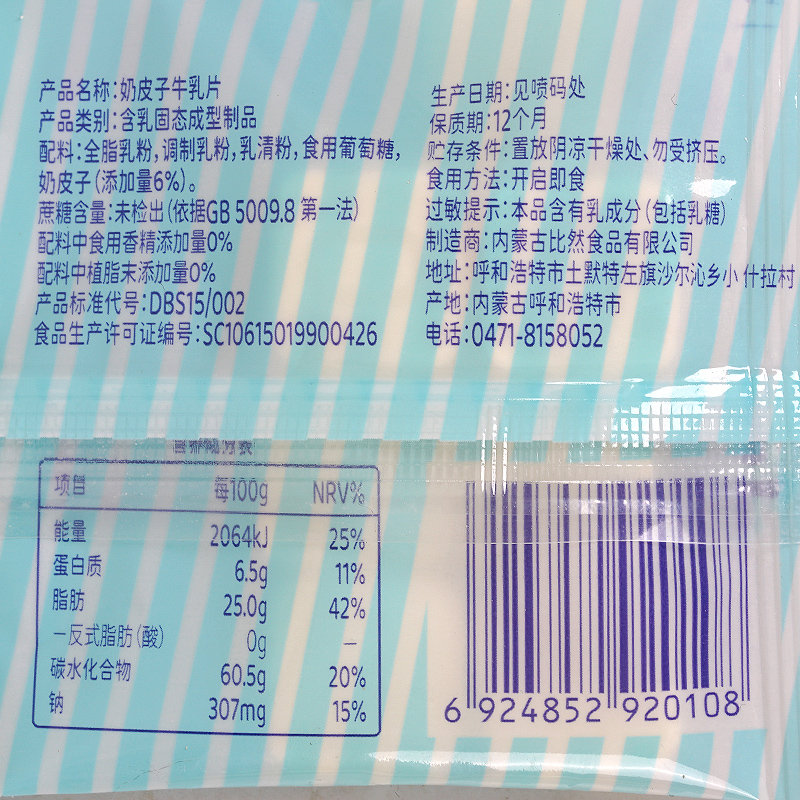 产品名称:奶皮子牛乳片
产品类别:含乳固态成型制品
配料:全脂乳粉,调制乳粉,乳清粉,食用葡萄糖,
奶皮子(添加量6%)。
蔗糖含量:未检出(依据GB 5009.8 第一法)
配料中食用香精添加量0%
配料中植脂末添加量0%
产品标准代号:DBS15/002
食品生产许可证编号:SC10615019900426
生产日期:见喷码处
保质期:12个月
贮存条件:置放阴凉干燥处、勿受挤压。
食用方法:开启即食
过敏提示:本品含有乳成分(包括乳糖)
制造商:内蒙古比然食品有限公司
地址:呼和浩特市土默特左旗沙尔沁乡小什拉村
产地:内蒙古呼和浩特市
电话:0471-8158052
项目 每100g NRV%
能量 2064kJ 25%
蛋白质 6.5g 11%
脂肪 25.0g 42%
—反式脂肪(酸) 0g —
碳水化合物 60.5g 20%
钠 307mg 15%
6 924852 920108